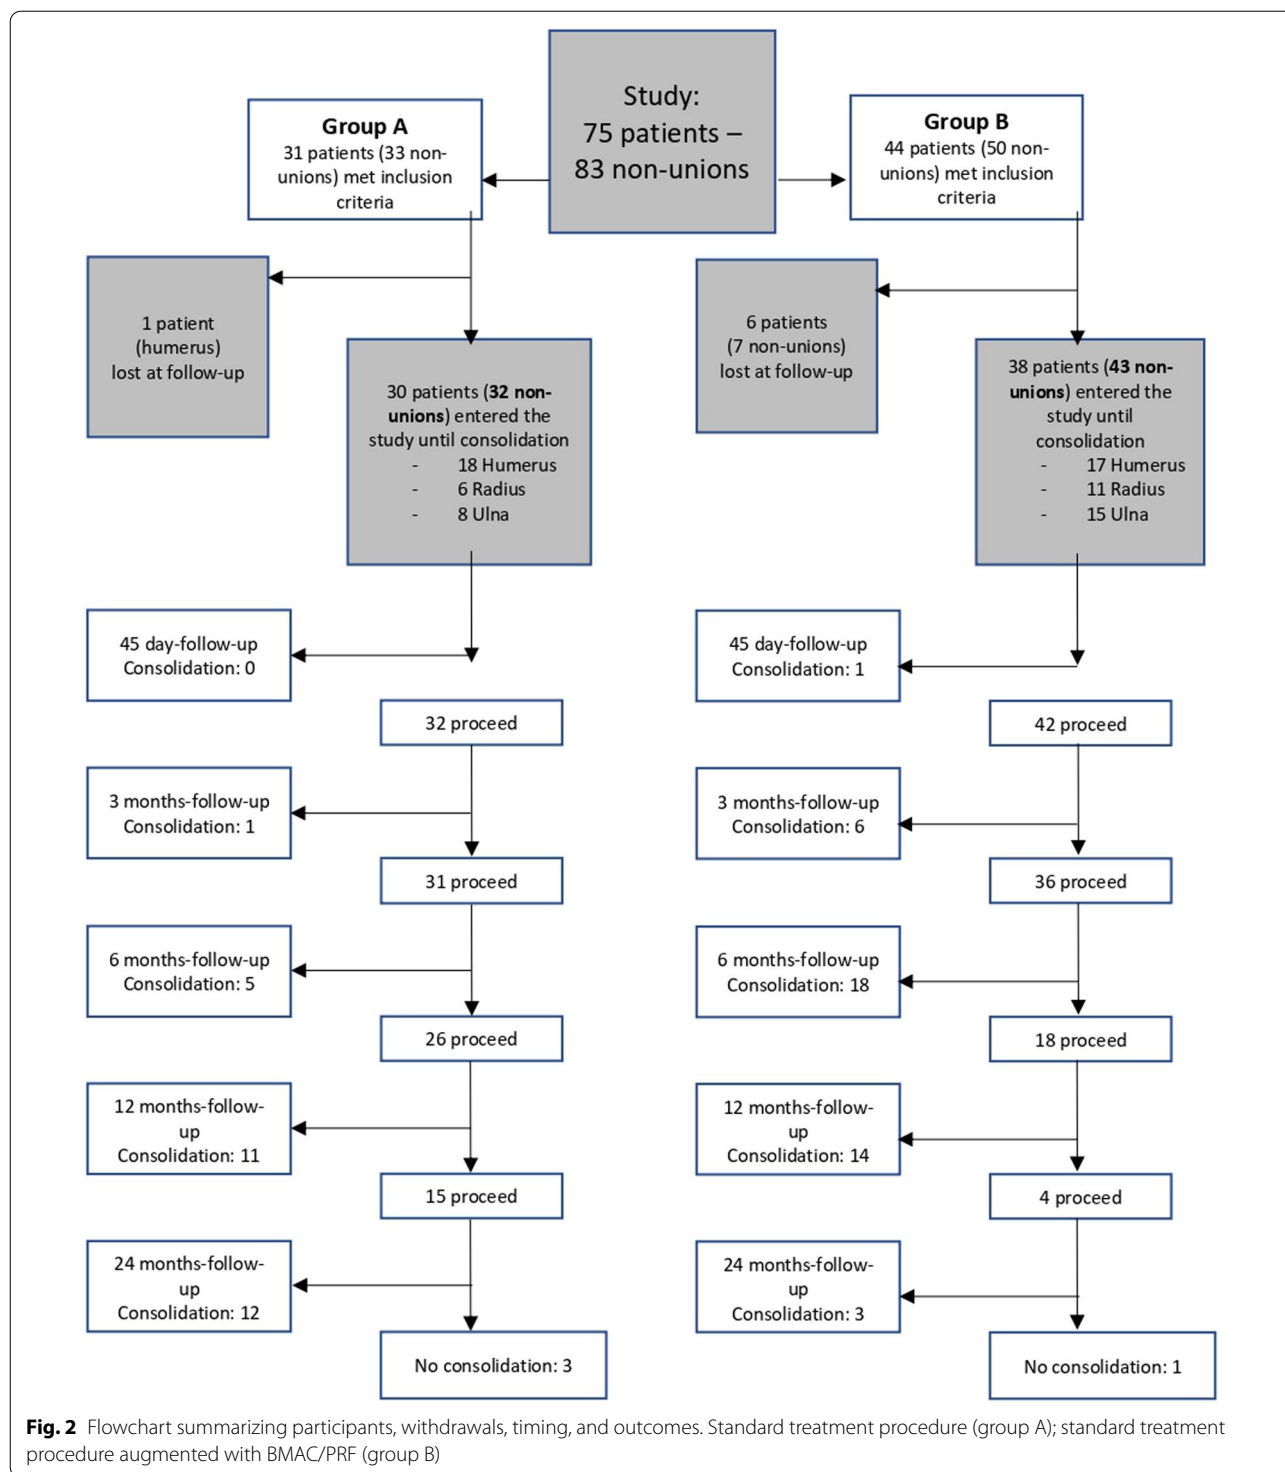 Study:
75 patients –
83 non-unions
Group A
31 patients (33 non-
unions) met inclusion
criteria
Group B
44 patients (50 non-
unions) met inclusion
criteria
1 patient
(humerus)
lost at follow-up
30 patients (32 non-
unions) entered the
study until consolidation
- 18 Humerus
- 6 Radius
- 8 Ulna
6 patients
(7 non-unions)
lost at follow-up
38 patients (43 non-
unions) entered the
study until
consolidation
- 17 Humerus
- 11 Radius
- 15 Ulna
45 day-follow-up
Consolidation: 0
32 proceed
3 months-follow-up
Consolidation: 1
31 proceed
6 months-follow-up
Consolidation: 5
26 proceed
12 months-follow-
up
Consolidation: 11
15 proceed
24 months-follow-
up
Consolidation: 12
No consolidation: 3
45 day-follow-up
Consolidation: 1
42 proceed
3 months-follow-up
Consolidation: 6
36 proceed
6 months-follow-up
Consolidation: 18
18 proceed
12 months-follow-
up
Consolidation: 14
4 proceed
24 months-follow-
up
Consolidation: 3
No consolidation: 1
Fig. 2 Flowchart summarizing participants, withdrawals, timing, and outcomes. Standard treatment procedure (group A); standard treatment
procedure augmented with BMAC/PRF (group B)